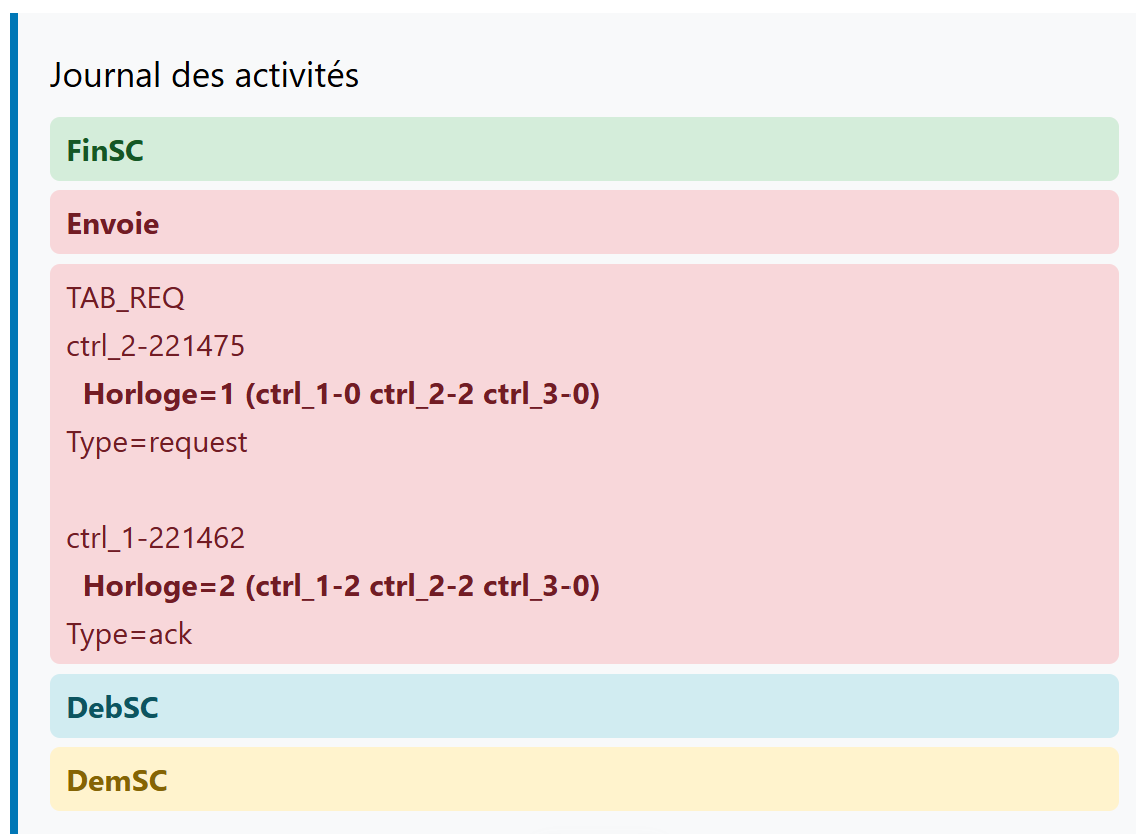 Journal des activités
FinSC
Envoie
TAB_REQ
ctrl_2-221475
Horloge=1 (ctrl_1-0 ctrl_2-2 ctrl_3-0)
Type=request
ctrl_1-221462
Horloge=2 (ctrl_1-2 ctrl_2-2 ctrl_3-0)
Type=ack
DebSC
DemSC